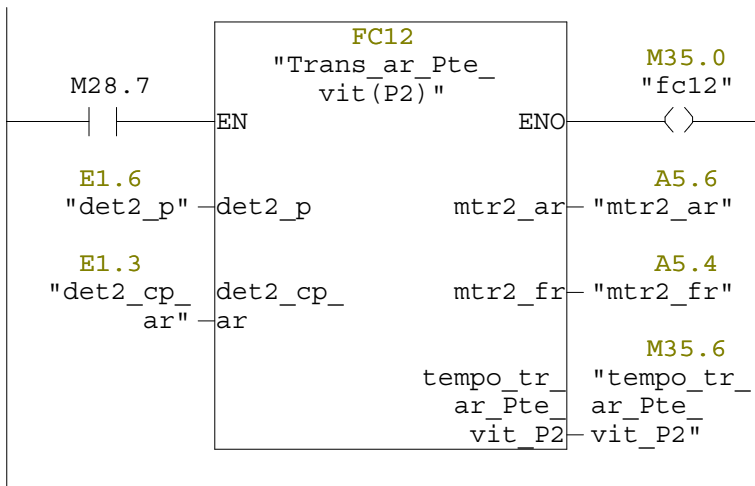 FC12
"Trans_ar_Pte_
vit(P2)"
M28.7
M35.0
"fc12"
EN
ENO
E1.6
"det2_p"
det2_p
mtr2_ar
A5.6
"mtr2_ar"
E1.3
"det2_cp_
ar"
det2_cp_
ar
mtr2_fr
A5.4
"mtr2_fr"
tempo_tr_
ar_Pte_
vit_P2
M35.6
"tempo_tr_
ar_Pte_
vit_P2"